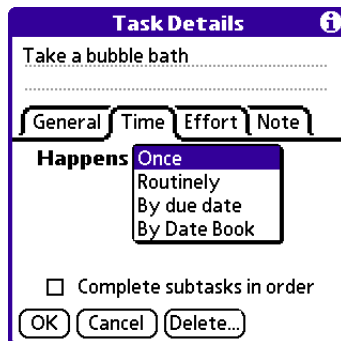 Task Details
Take a bubble bath
General Time Effort Note
Happens Once
Routinely
By due date
By Date Book
Complete subtasks in order
OK Cancel Delete...